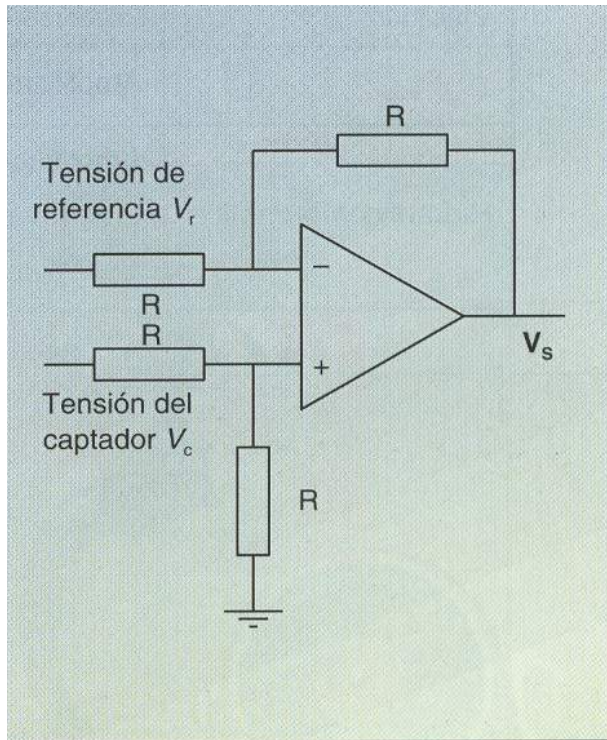 R
Tensión de
referencia Vr
−
R
R
+
Vs
Tensión del
captador Vc
R